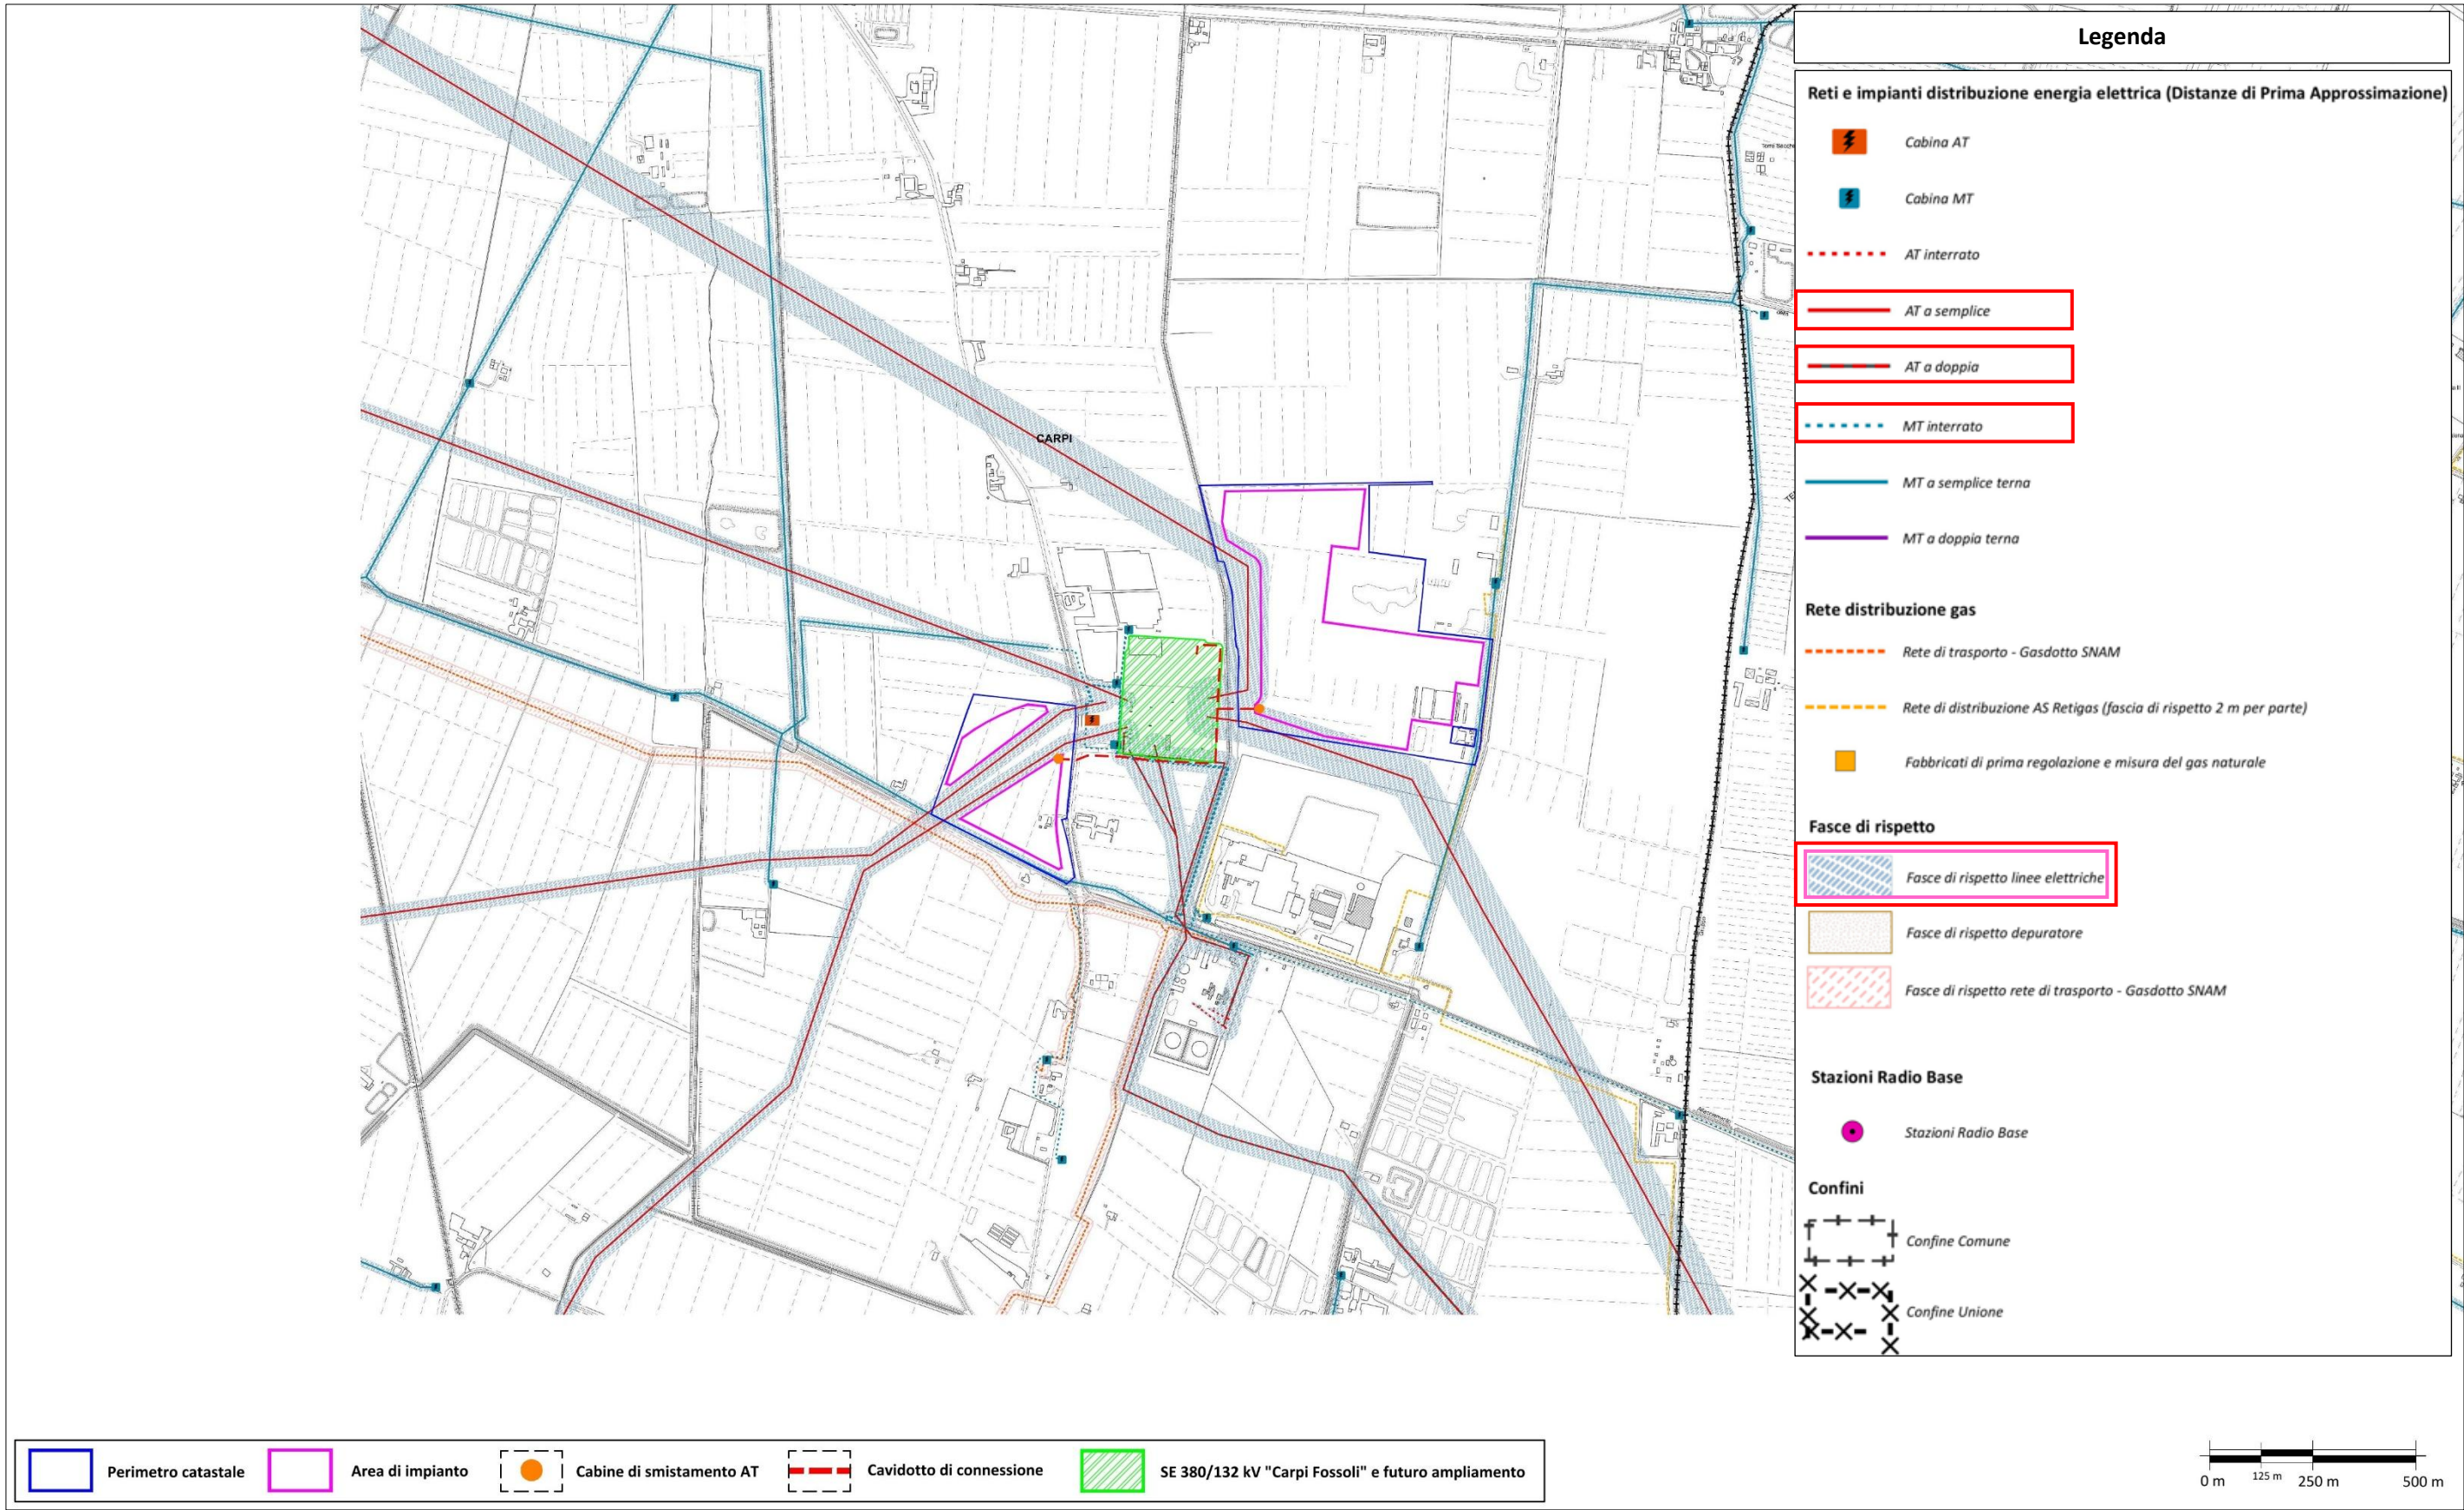 Legenda
Reti e impianti distribuzione energia elettrica (Distanze di Prima Approssimazione)
Cabina AT
Cabina MT
AT interrato
AT a semplice
AT a doppia
MT interrato
MT a semplice terna
MT a doppia terna
Rete distribuzione gas
Rete di trasporto - Gasdotto SNAM
Rete di distribuzione AS Retigas (fascia di rispetto 2 m per parte)
Fabbricati di prima regolazione e misura del gas naturale
Fasce di rispetto
Fasce di rispetto linee elettriche
Fasce di rispetto depuratore
Fasce di rispetto rete di trasporto - Gasdotto SNAM
Stazioni Radio Base
Stazioni Radio Base
Confini
Confine Comune
Confine Unione
CARPI
Perimetro catastale
Area di impianto
Cabine di smistamento AT
Cavidotto di connessione
SE 380/132 kV "Carpi Fossoli" e futuro ampliamento
0 m 125 m 250 m 500 m